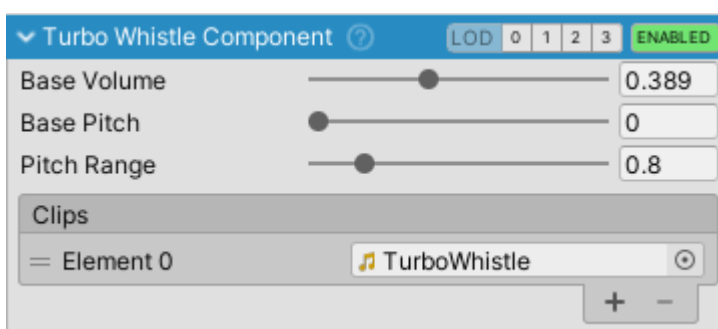 Turbo Whistle Component ? LOD 0 1 2 3 ENABLED
Base Volume 0.389
Base Pitch 0
Pitch Range 0.8
Clips
= Element 0 TurboWhistle
+ −